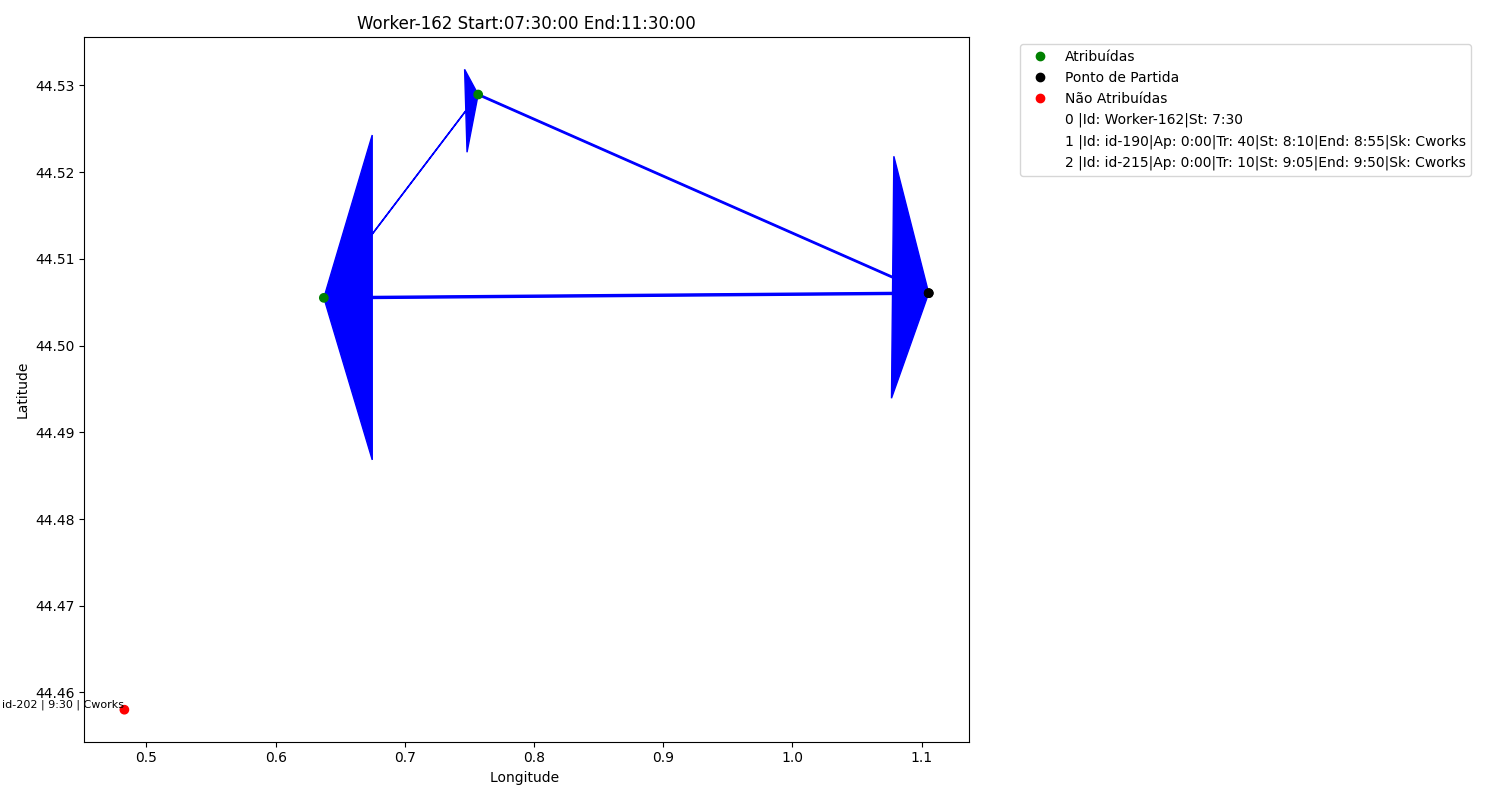 Worker-162 Start:07:30:00 End:11:30:00
Atribuídas
Ponto de Partida
Não Atribuídas
0 |Id: Worker-162|St: 7:30
1 |Id: id-190|Ap: 0:00|Tr: 40|St: 8:10|End: 8:55|Sk: Cworks
2 |Id: id-215|Ap: 0:00|Tr: 10|St: 9:05|End: 9:50|Sk: Cworks
Latitude
44.53
44.52
44.51
44.50
44.49
44.48
44.47
44.46
id-202 | 9:30 | Cworks
0.5 0.6 0.7 0.8 0.9 1.0 1.1
Longitude